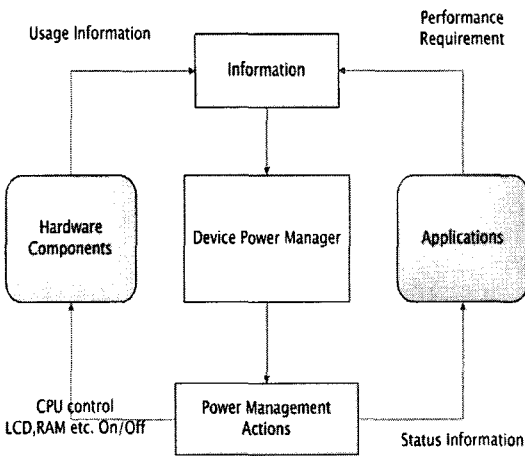 Usage Information
Performance
Requirement
Information
Hardware
Components
Device Power Manager
Applications
CPU control
LCD,RAM etc. On/Off
Power Management
Actions
Status Information